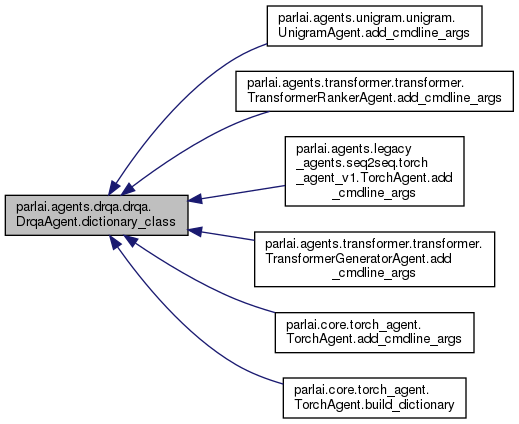 parlai.agents.unigram.unigram.
UnigramAgent.add_cmdline_args
parlai.agents.transformer.transformer.
TransformerRankerAgent.add_cmdline_args
parlai.agents.legacy
_agents.seq2seq.torch
_agent_v1.TorchAgent.add
_cmdline_args
parlai.agents.drqa.drqa.
DrqaAgent.dictionary_class
parlai.agents.transformer.transformer.
TransformerGeneratorAgent.add
_cmdline_args
parlai.core.torch_agent.
TorchAgent.add_cmdline_args
parlai.core.torch_agent.
TorchAgent.build_dictionary